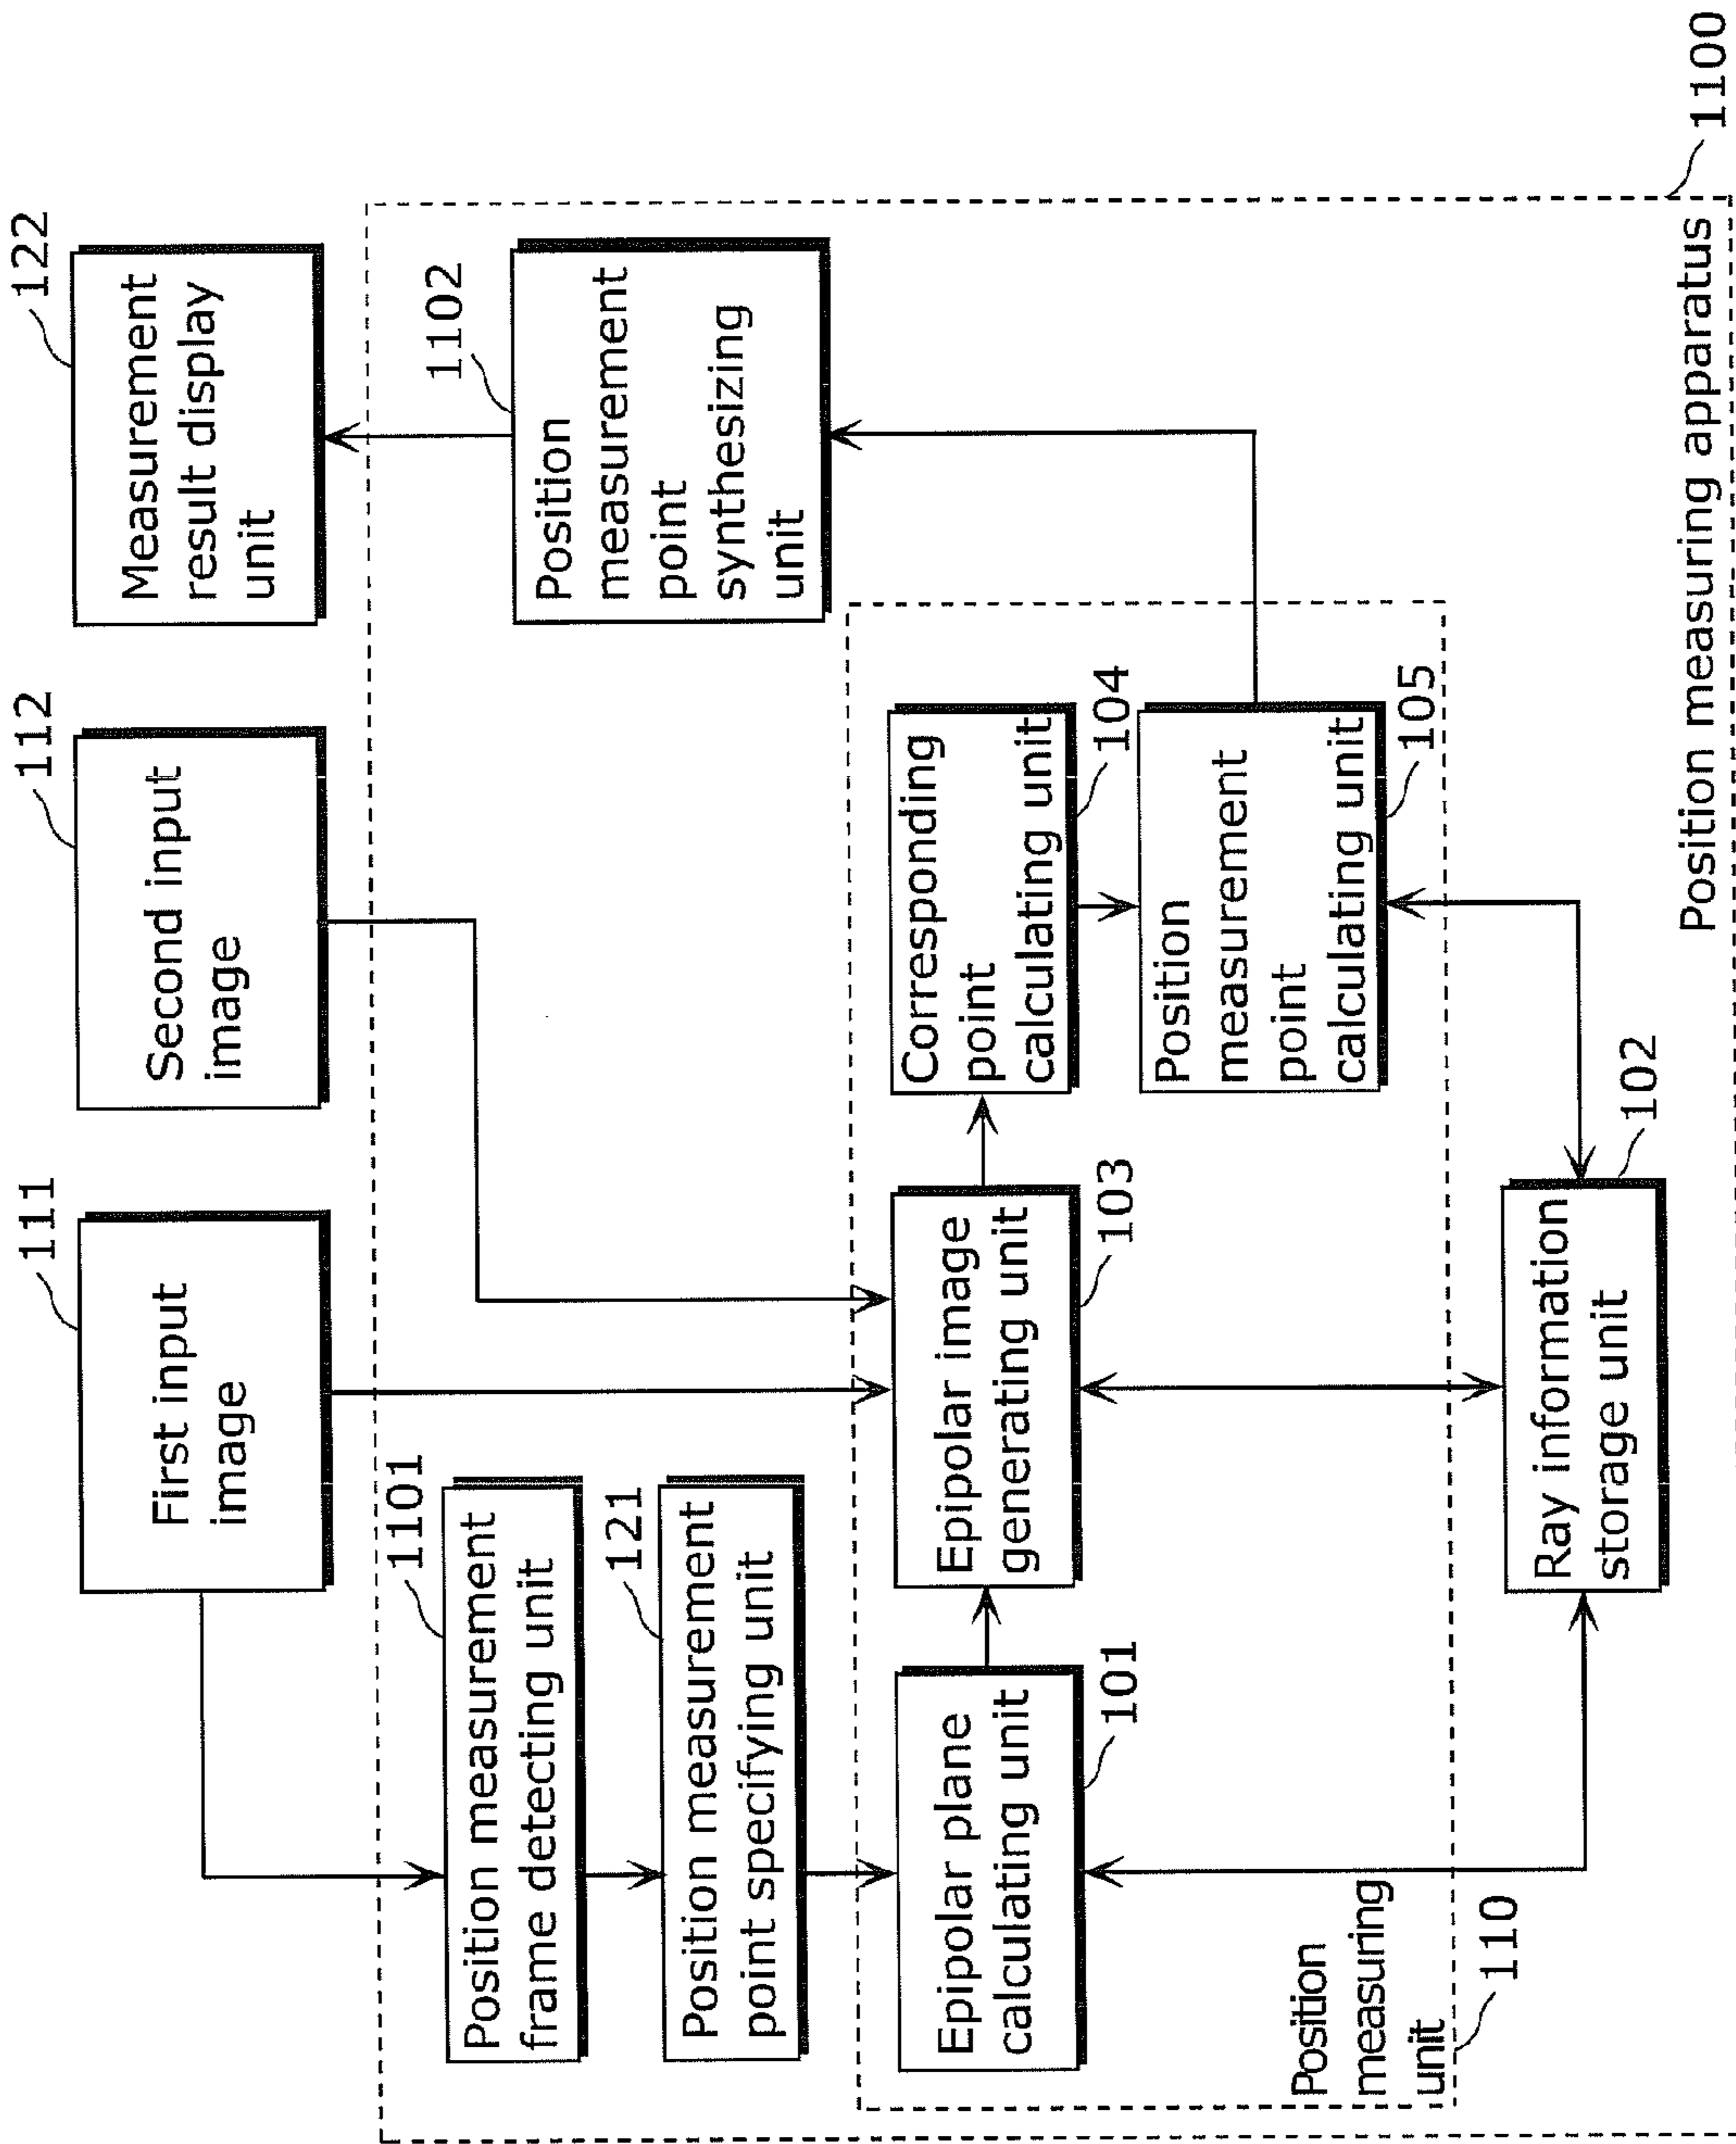 111
First input
image
112
Second input
image
122
Measurement
result display
unit
1101
Position measurement
frame detecting unit
121
Position measurement
point specifying unit
1102
Position
measurement
point
synthesizing
unit
Epipolar plane
calculating unit
101
Epipolar image
generating unit
103
Corresponding
point
calculating unit
104
Position
measurement
point
calculating unit
105
Position
measuring
unit
110
Ray information
storage unit
102
Position measuring apparatus
1100